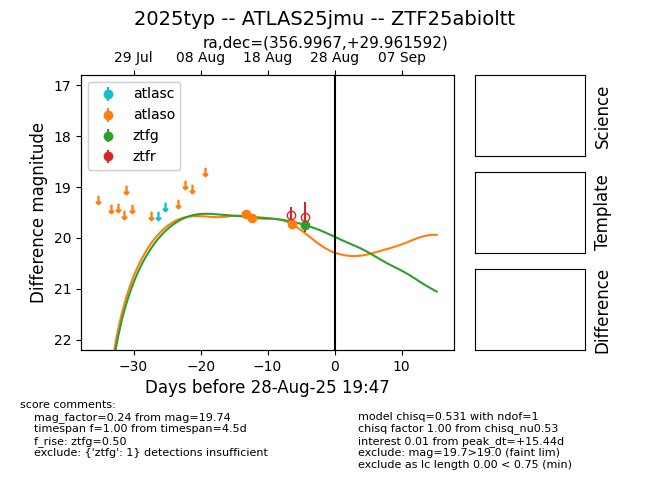 2025typ -- ATLAS25jmu -- ZTF25abioltt
ra,dec=(356.9967,+29.961592)
29 Jul 08 Aug 18 Aug 28 Aug 07 Sep
atlasc
atlaso
ztfg
ztfr
17
18
19
20
21
22
Difference magnitude
−30 −20 −10 0 10
Days before 28-Aug-25 19:47
Science
Template
Difference
score comments:
mag_factor=0.24 from mag=19.74
timespan f=1.00 from timespan=4.5d
f_rise: ztfg=0.50
exclude: {'ztfg': 1} detections insufficient
model chisq=0.531 with ndof=1
chisq factor 1.00 from chisq_nu0.53
interest 0.01 from peak_dt=+15.44d
exclude: mag=19.7>19.0 (faint lim)
exclude as lc length 0.00 < 0.75 (min)